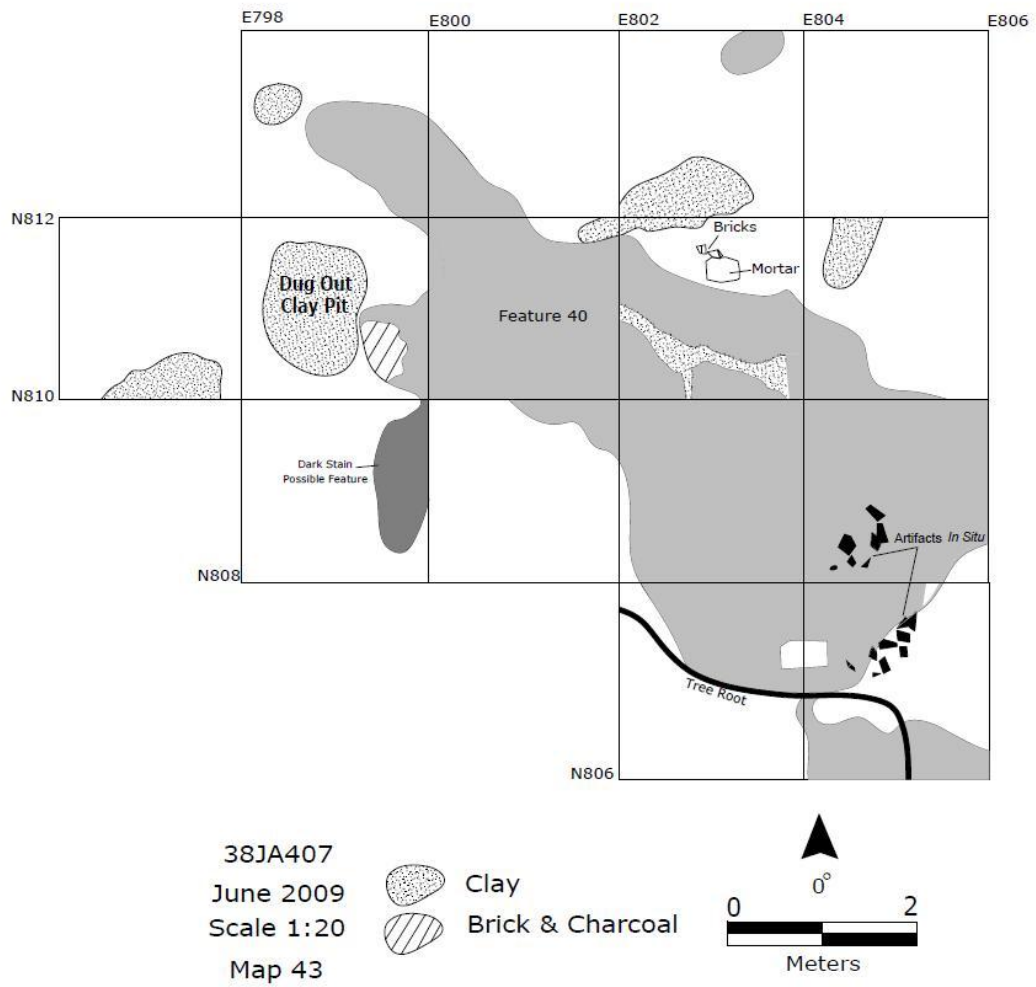 E798
E800
E802
E804
E806
N812
Bricks
Mortar
Dug Out
Clay Pit
Feature 40
N810
Dark Stain
Possible Feature
Artifacts In Situ
N808
Tree Root
N806
38JA407
June 2009
Scale 1:20
Map 43
Clay
Brick & Charcoal
0°
0 2
Meters